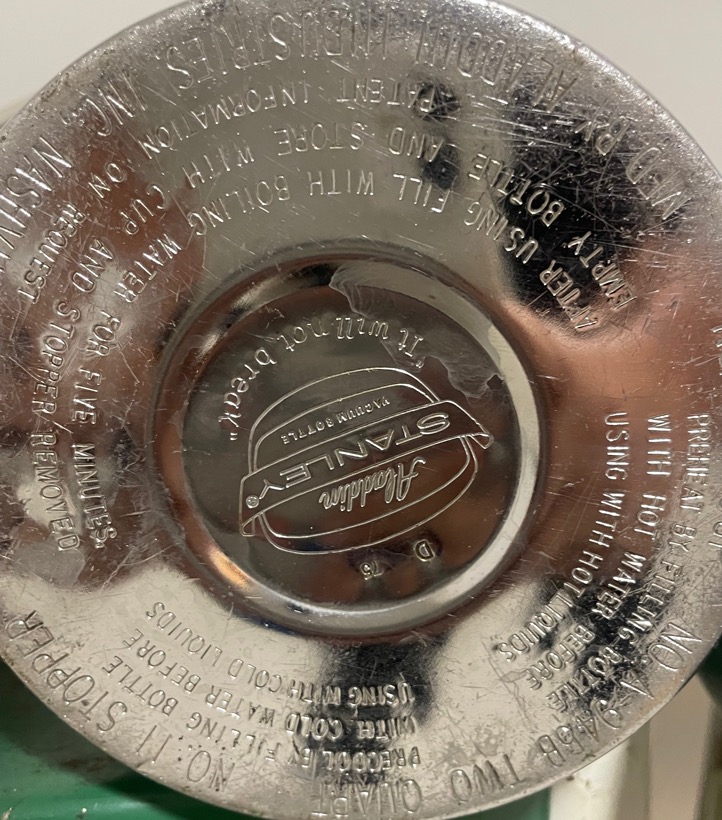 M'F'D BY ALADDIN INDUSTRIES, INC.,
PATENT INFORMATION ON REQUEST
NO. A-946B TWO QUART
NO. 11 STOPPER
PREHEAT BY FILLING BOTTLE
WITH HOT WATER BEFORE
USING WITH HOT LIQUIDS
PRECOOL BY FILLING BOTTLE
WITH COLD WATER BEFORE
USING WITH COLD LIQUIDS
AFTER USING FILL WITH BOILING WATER FOR FIVE MINUTES,
EMPTY BOTTLE AND STORE WITH CUP AND STOPPER REMOVED
D 75
Aladdin
STANLEY®
VACUUM BOTTLE
"It will not break"